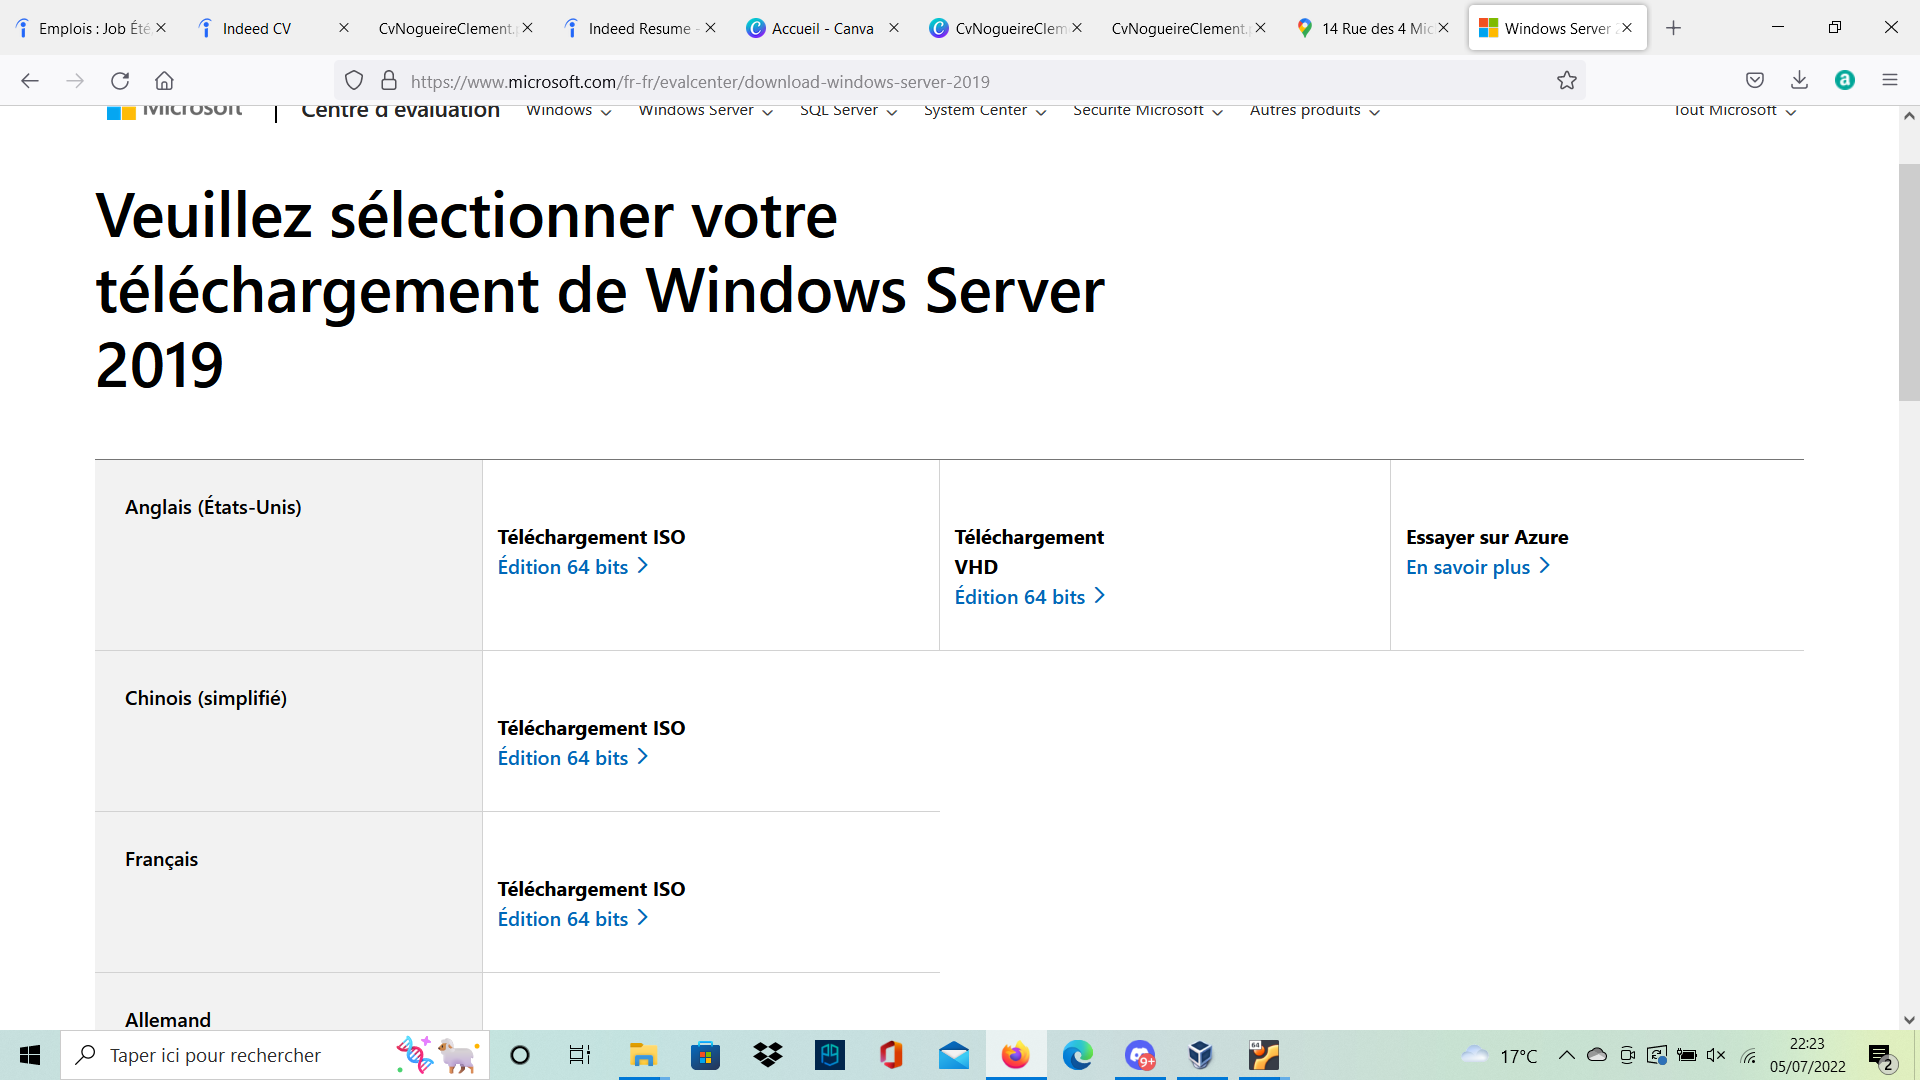 Emplois : Job Été
Indeed CV
CvNogueireClement.p
Indeed Resume -
Accueil - Canva
CvNogueireClem
CvNogueireClement.p
14 Rue des 4 Mic
Windows Server 2
https://www.microsoft.com/fr-fr/evalcenter/download-windows-server-2019
a
Microsoft
Centre d'évaluation
Windows
Windows Server
SQL Server
System Center
Sécurité Microsoft
Autres produits
Tout Microsoft
Veuillez sélectionner votre
téléchargement de Windows Server
2019
Anglais (États-Unis)
Téléchargement ISO
Édition 64 bits
Téléchargement
VHD
Édition 64 bits
Essayer sur Azure
En savoir plus
Chinois (simplifié)
Téléchargement ISO
Édition 64 bits
Français
Téléchargement ISO
Édition 64 bits
Allemand
Taper ici pour rechercher
9+
64
17°C
22:23
05/07/2022
2